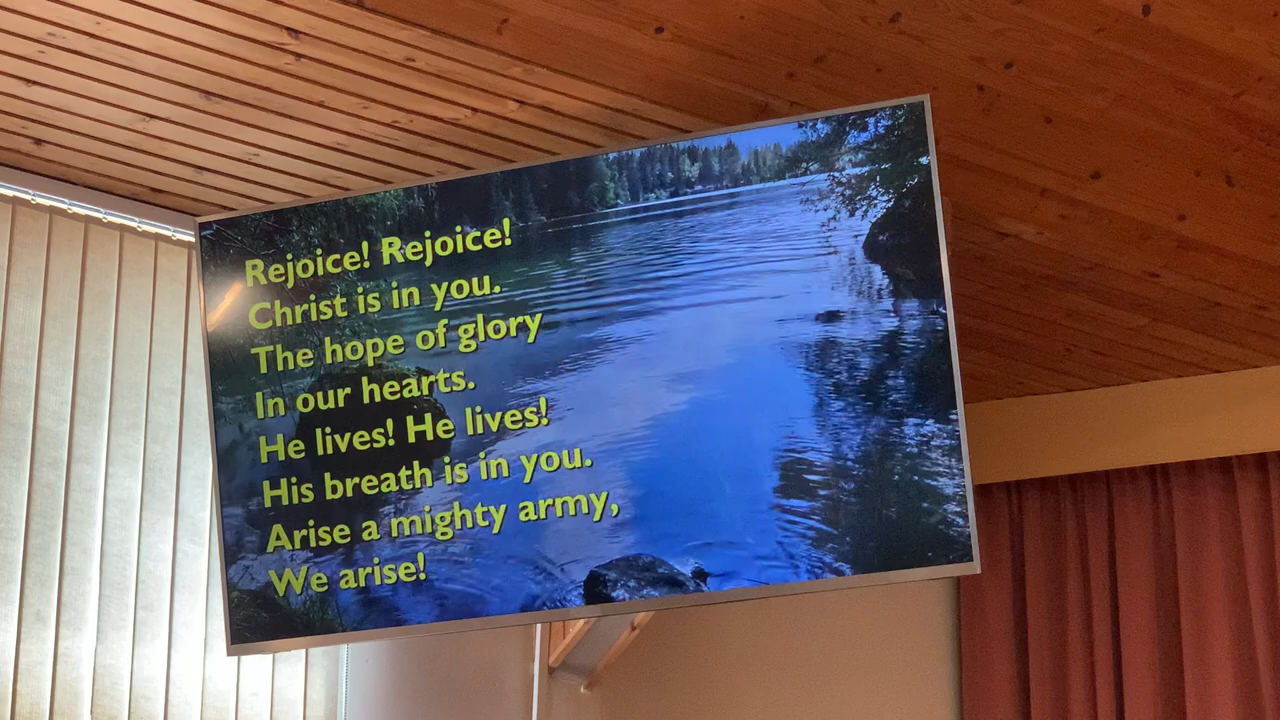 Rejoice! Rejoice!
Christ is in you.
The hope of glory
In our hearts.
He lives! He lives!
His breath is in you.
Arise a mighty army,
We arise!